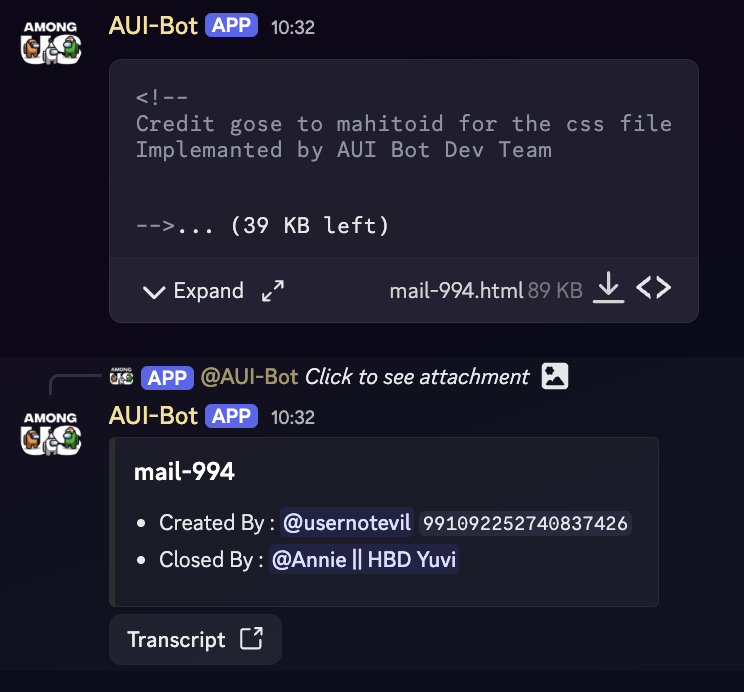 AMONG
US
AUI-Bot APP 10:32
<!--
Credit gose to mahitoid for the css file
Implemanted by AUI Bot Dev Team
-->... (39 KB left)
Expand mail-994.html 89 KB
AMONG US APP @AUI-Bot Click to see attachment
AMONG
US
AUI-Bot APP 10:32
mail-994
• Created By : @usernotevil 991092252740837426
• Closed By : @Annie || HBD Yuvi
Transcript